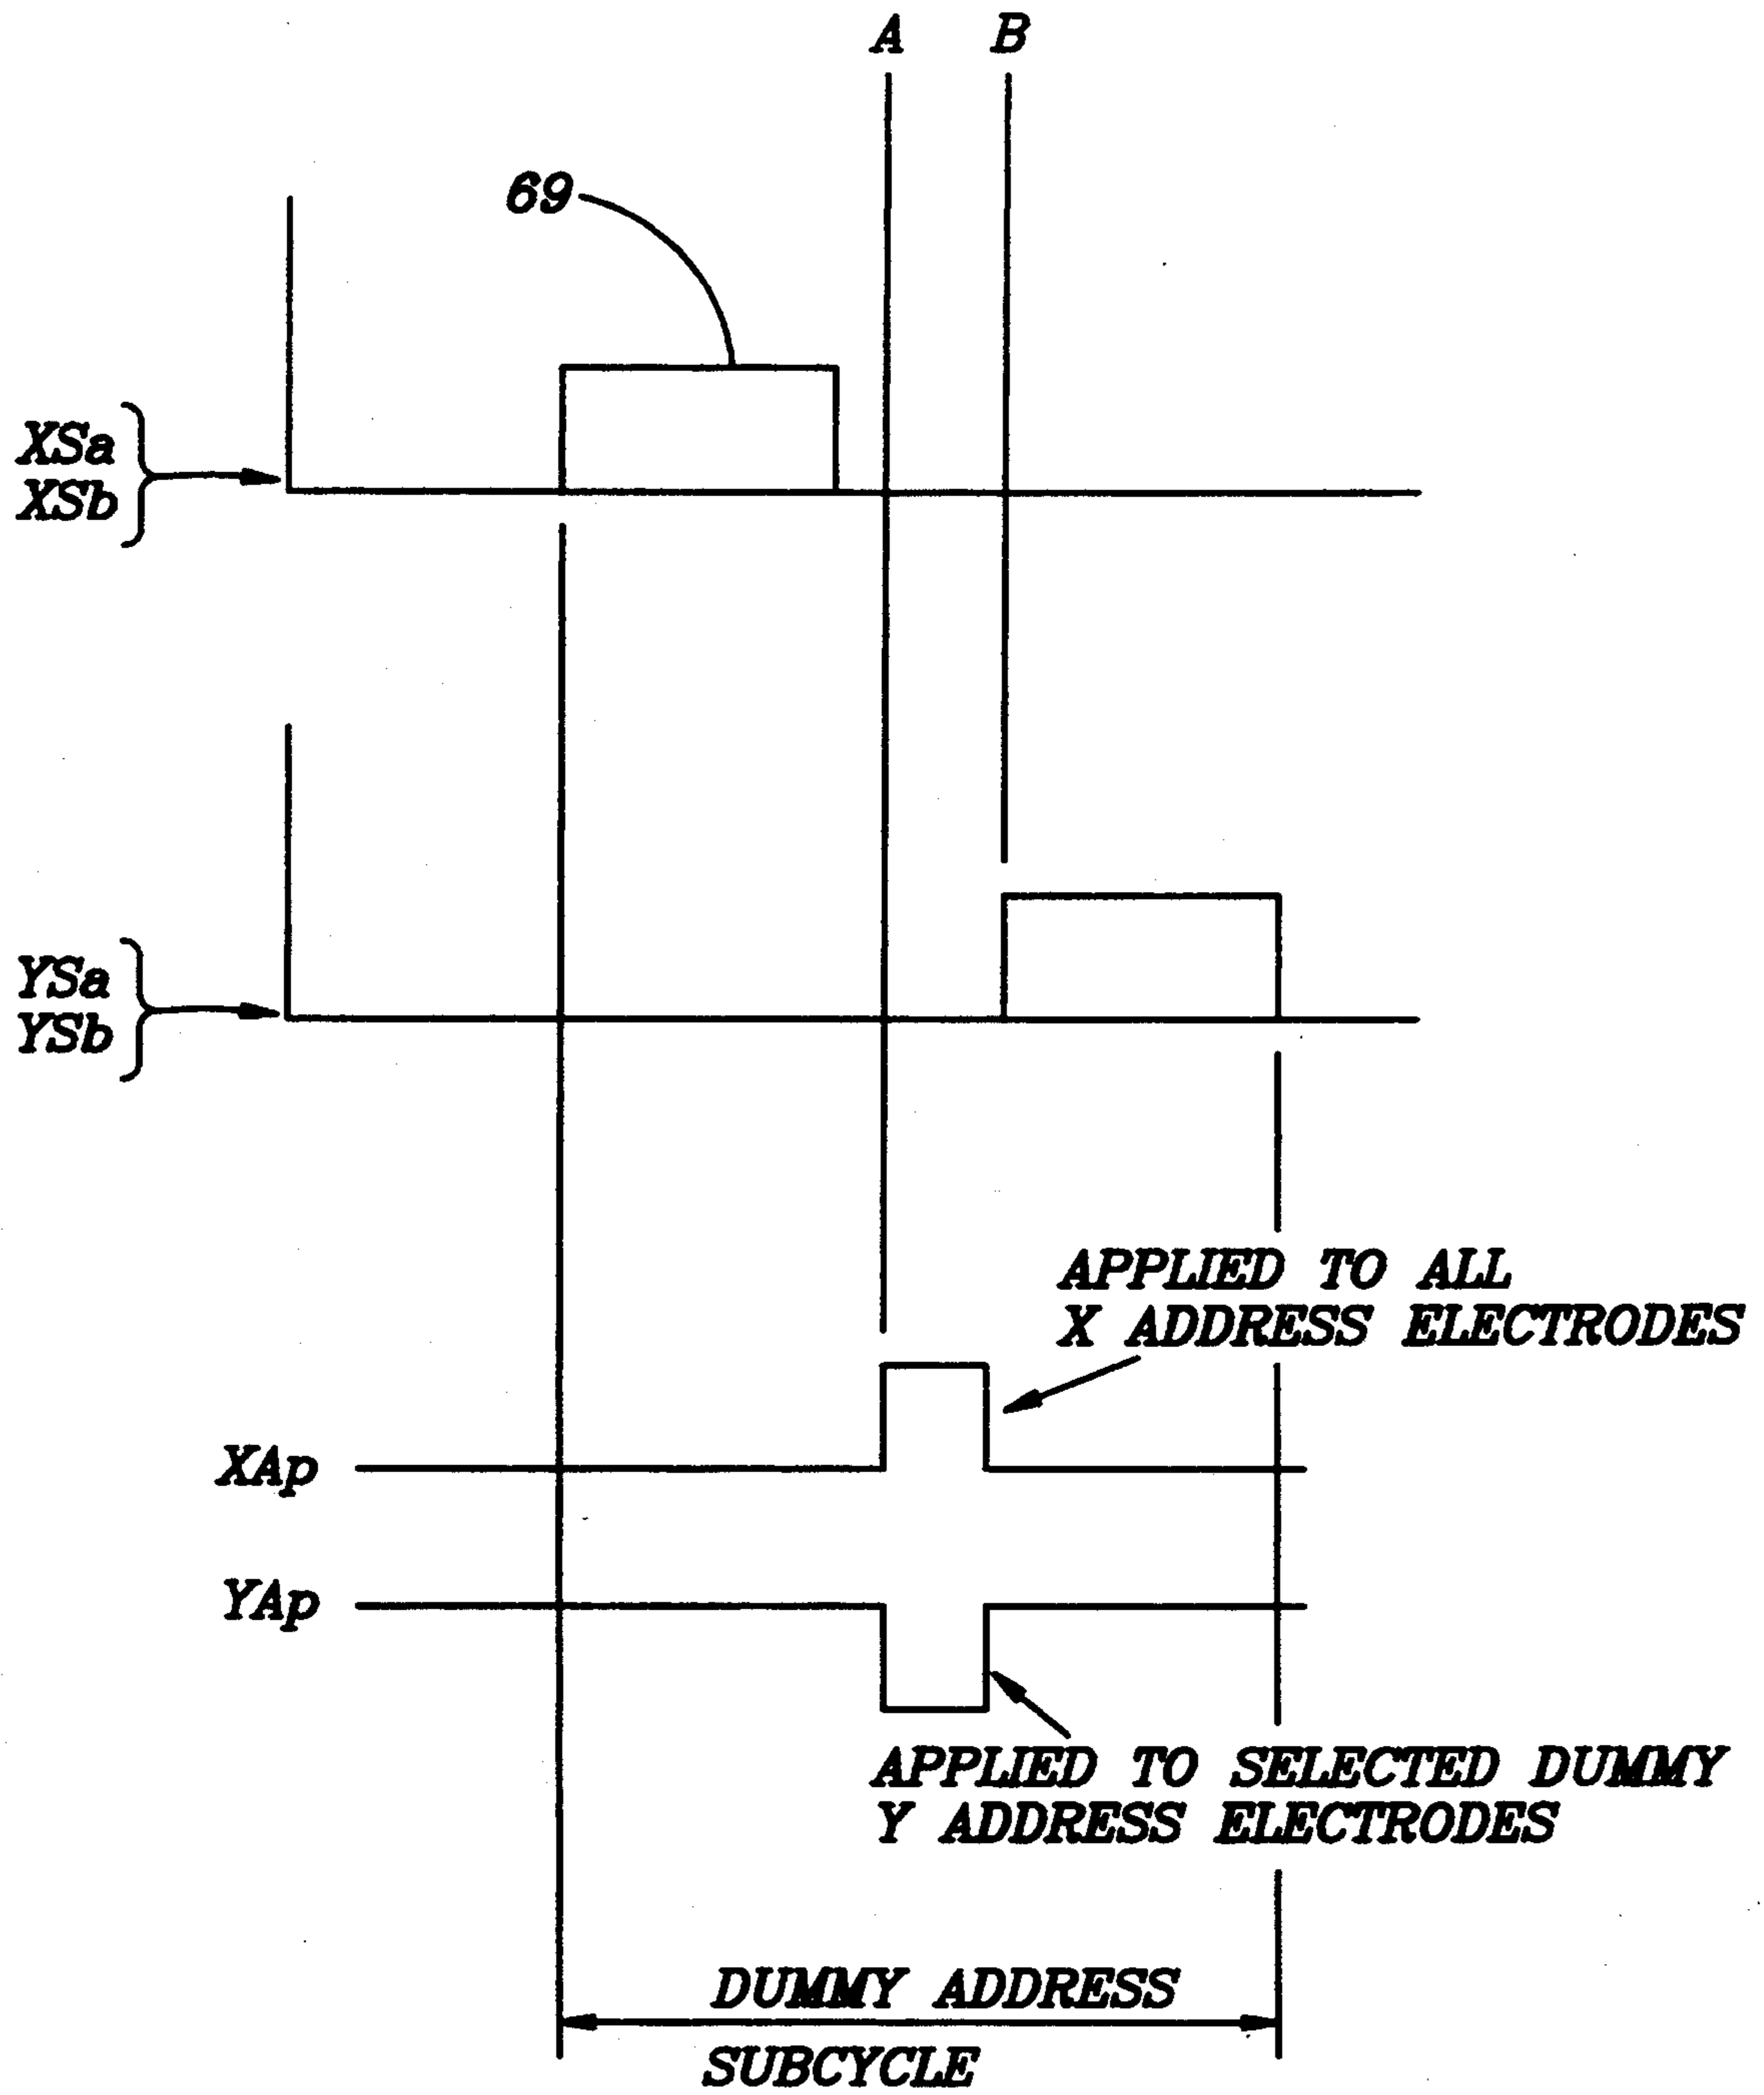 A B
69
XSa
XSb
YSa
YSb
APPLIED TO ALL
X ADDRESS ELECTRODES
XAp
YAp
APPLIED TO SELECTED DUMMY
Y ADDRESS ELECTRODES
DUMMY ADDRESS
SUBCYCLE